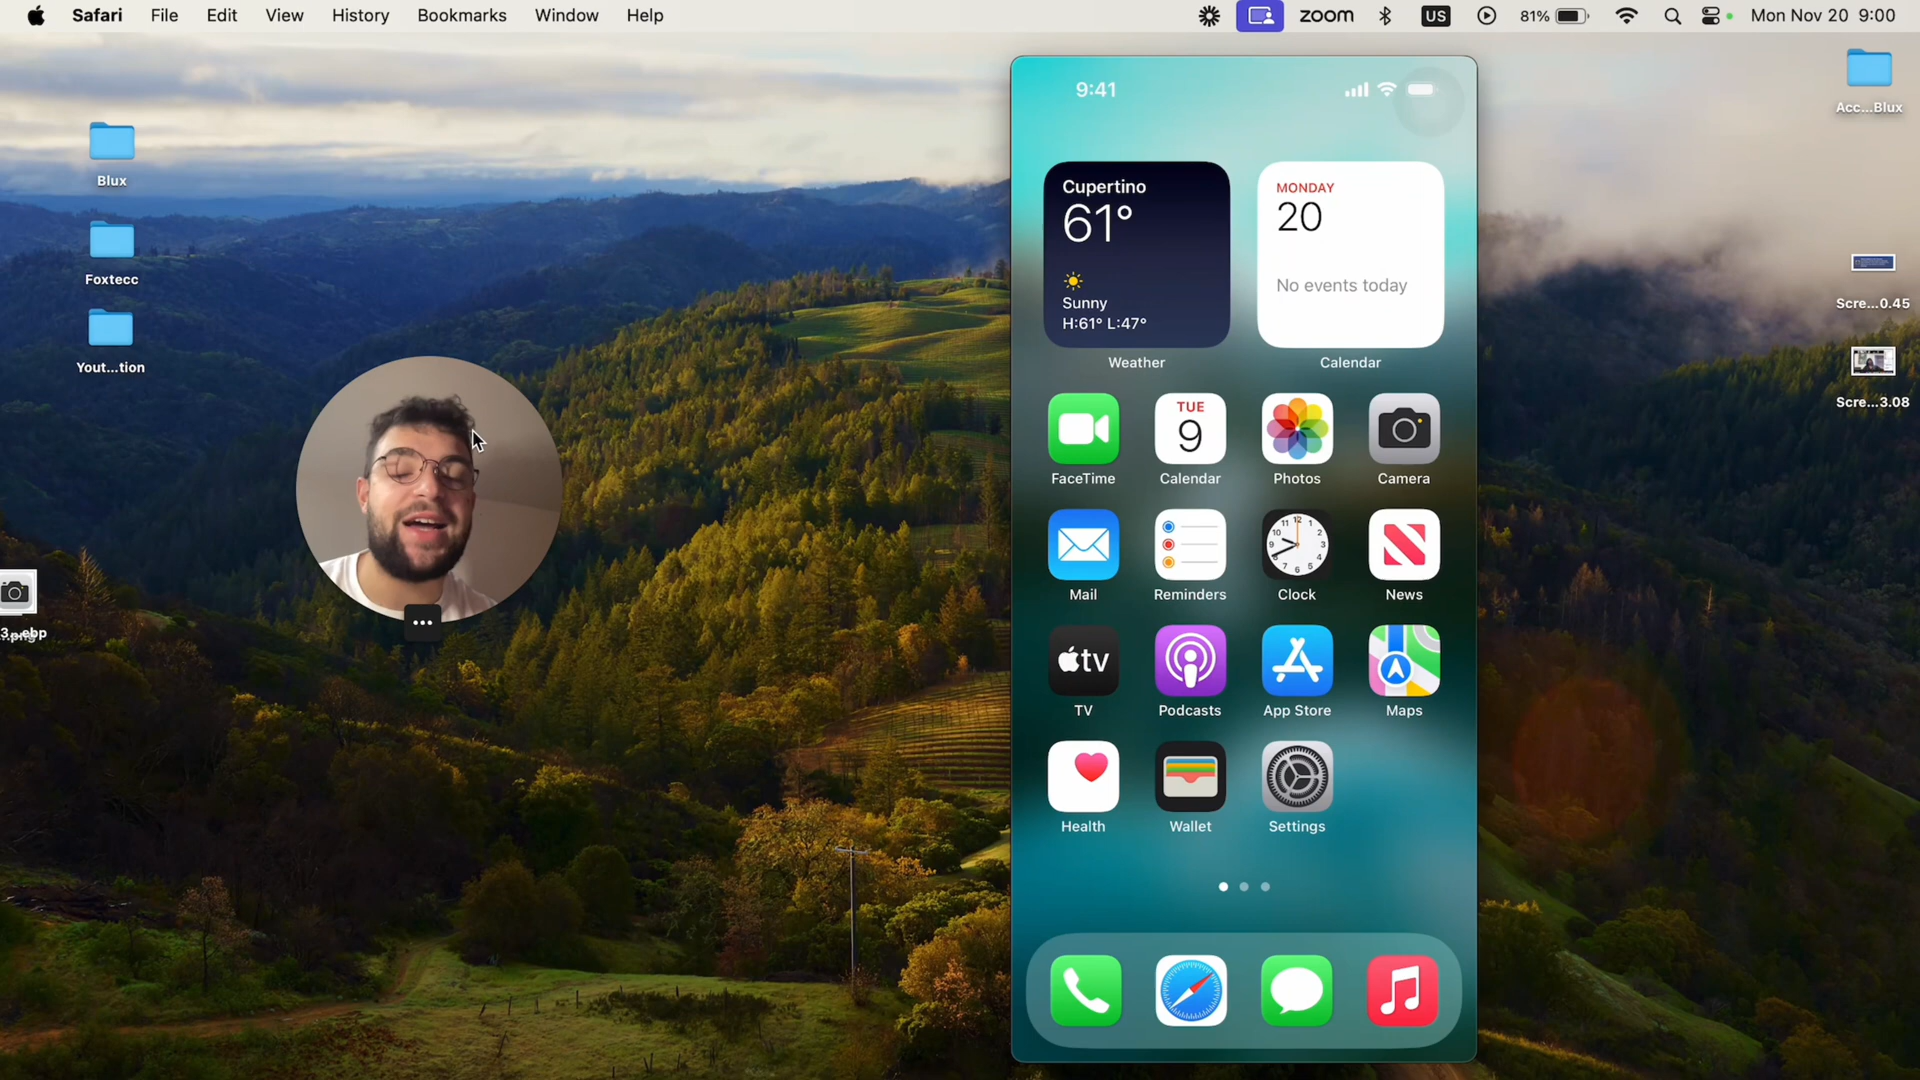 Safari File Edit View History Bookmarks Window Help zoom US 81% Mon Nov 20 9:00
Blux
Foxtecc
Yout...tion
Acc...Blux
Scre...0.45
Scre...3.08
9:41
Cupertino
61°
Sunny
H:61° L:47°
Weather
MONDAY
20
No events today
Calendar
TUE
9
FaceTime Calendar Photos Camera
Mail Reminders Clock News
tv
TV Podcasts App Store Maps
Health Wallet Settings